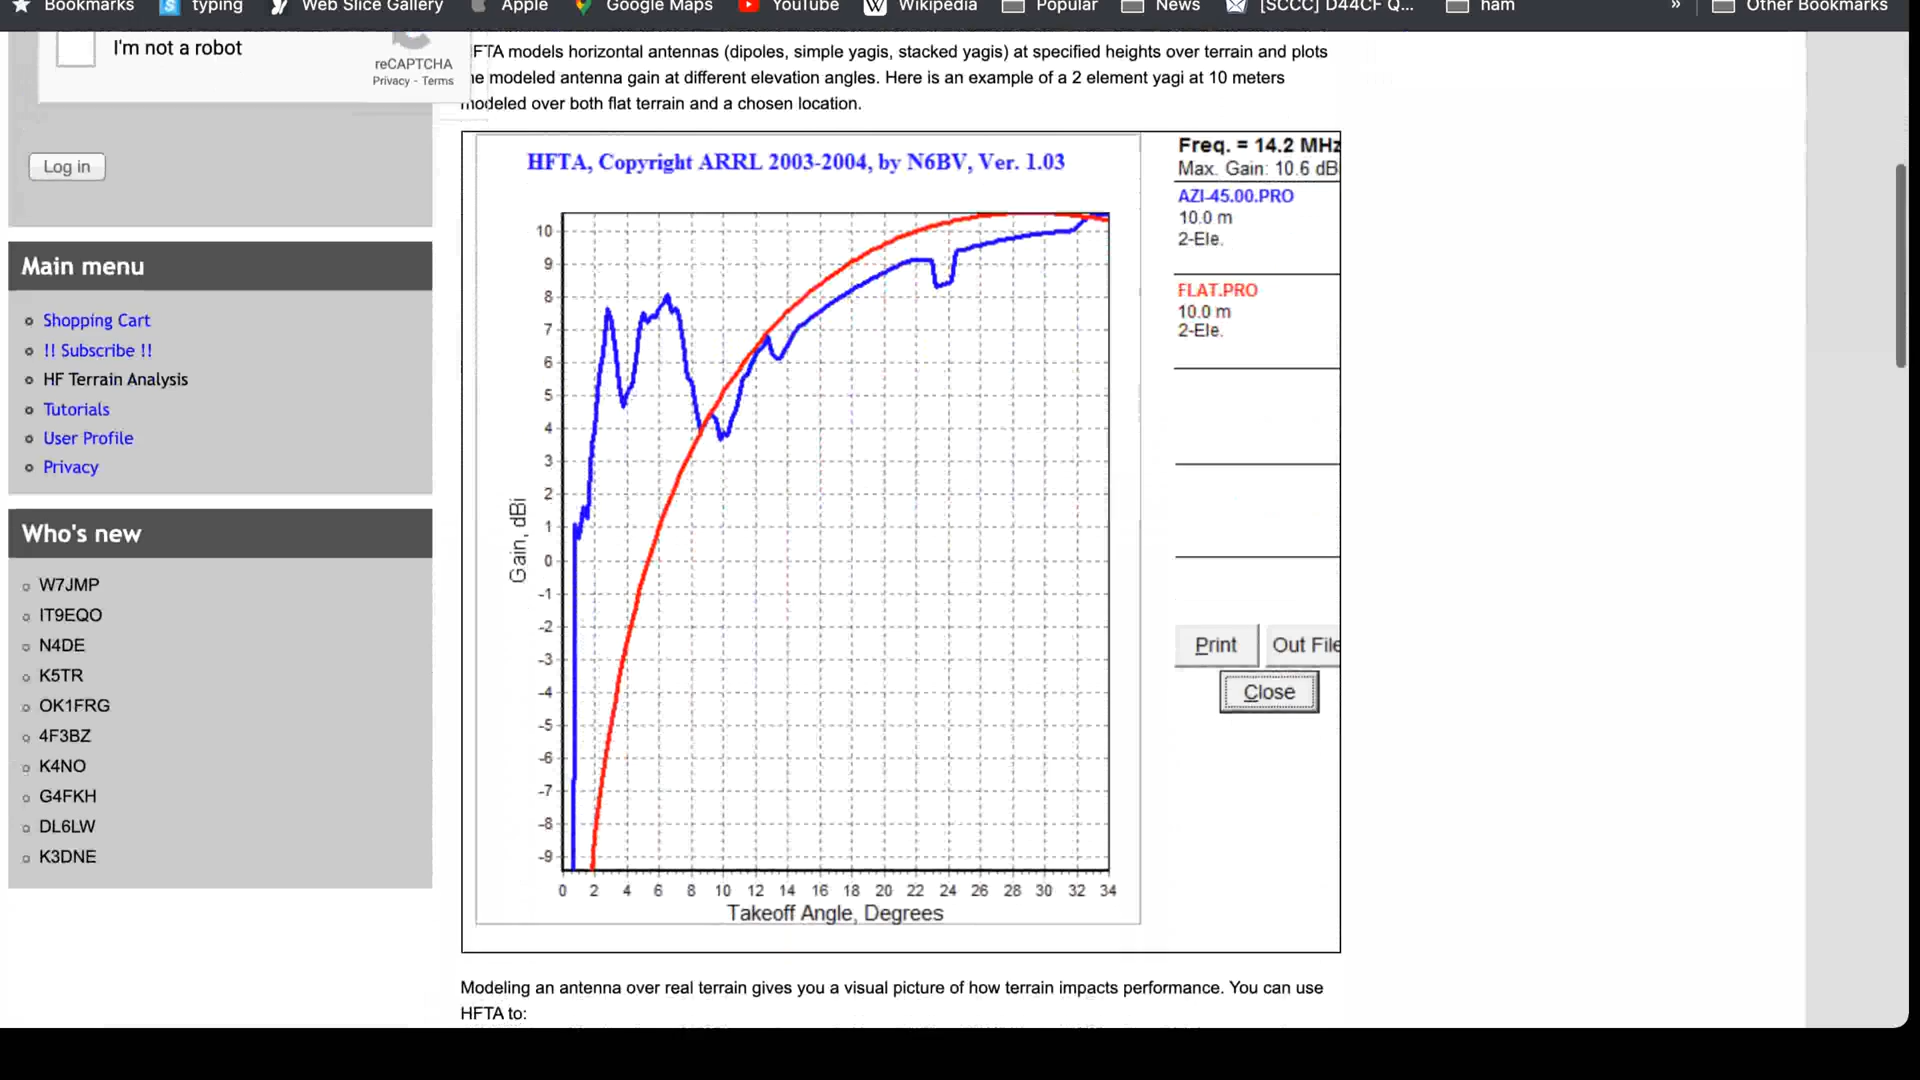 Bookmarks
typing
Web Slice Gallery
Apple
Google Maps
YouTube
Wikipedia
Popular
News
[SCCC] D44CF Q...
ham
»
Other Bookmarks
I'm not a robot
reCAPTCHA
Privacy - Terms
Log in
Main menu
Shopping Cart
!! Subscribe !!
HF Terrain Analysis
Tutorials
User Profile
Privacy
Who's new
W7JMP
IT9EQO
N4DE
K5TR
OK1FRG
4F3BZ
K4NO
G4FKH
DL6LW
K3DNE
FTA models horizontal antennas (dipoles, simple yagis, stacked yagis) at specified heights over terrain and plots
modeled antenna gain at different elevation angles. Here is an example of a 2 element yagi at 10 meters
modeled over both flat terrain and a chosen location.
HFTA, Copyright ARRL 2003-2004, by N6BV, Ver. 1.03
10
9
8
7
6
5
4
3
2
1
0
-1
-2
-3
-4
-5
-6
-7
-8
-9
Gain, dBi
0 2 4 6 8 10 12 14 16 18 20 22 24 26 28 30 32 34
Takeoff Angle, Degrees
Freq. = 14.2 MHz
Max. Gain: 10.6 dB
AZI-45.00.PRO
10.0 m
2-Ele.
FLAT.PRO
10.0 m
2-Ele.
Print
Out File
Close
Modeling an antenna over real terrain gives you a visual picture of how terrain impacts performance. You can use
HFTA to: